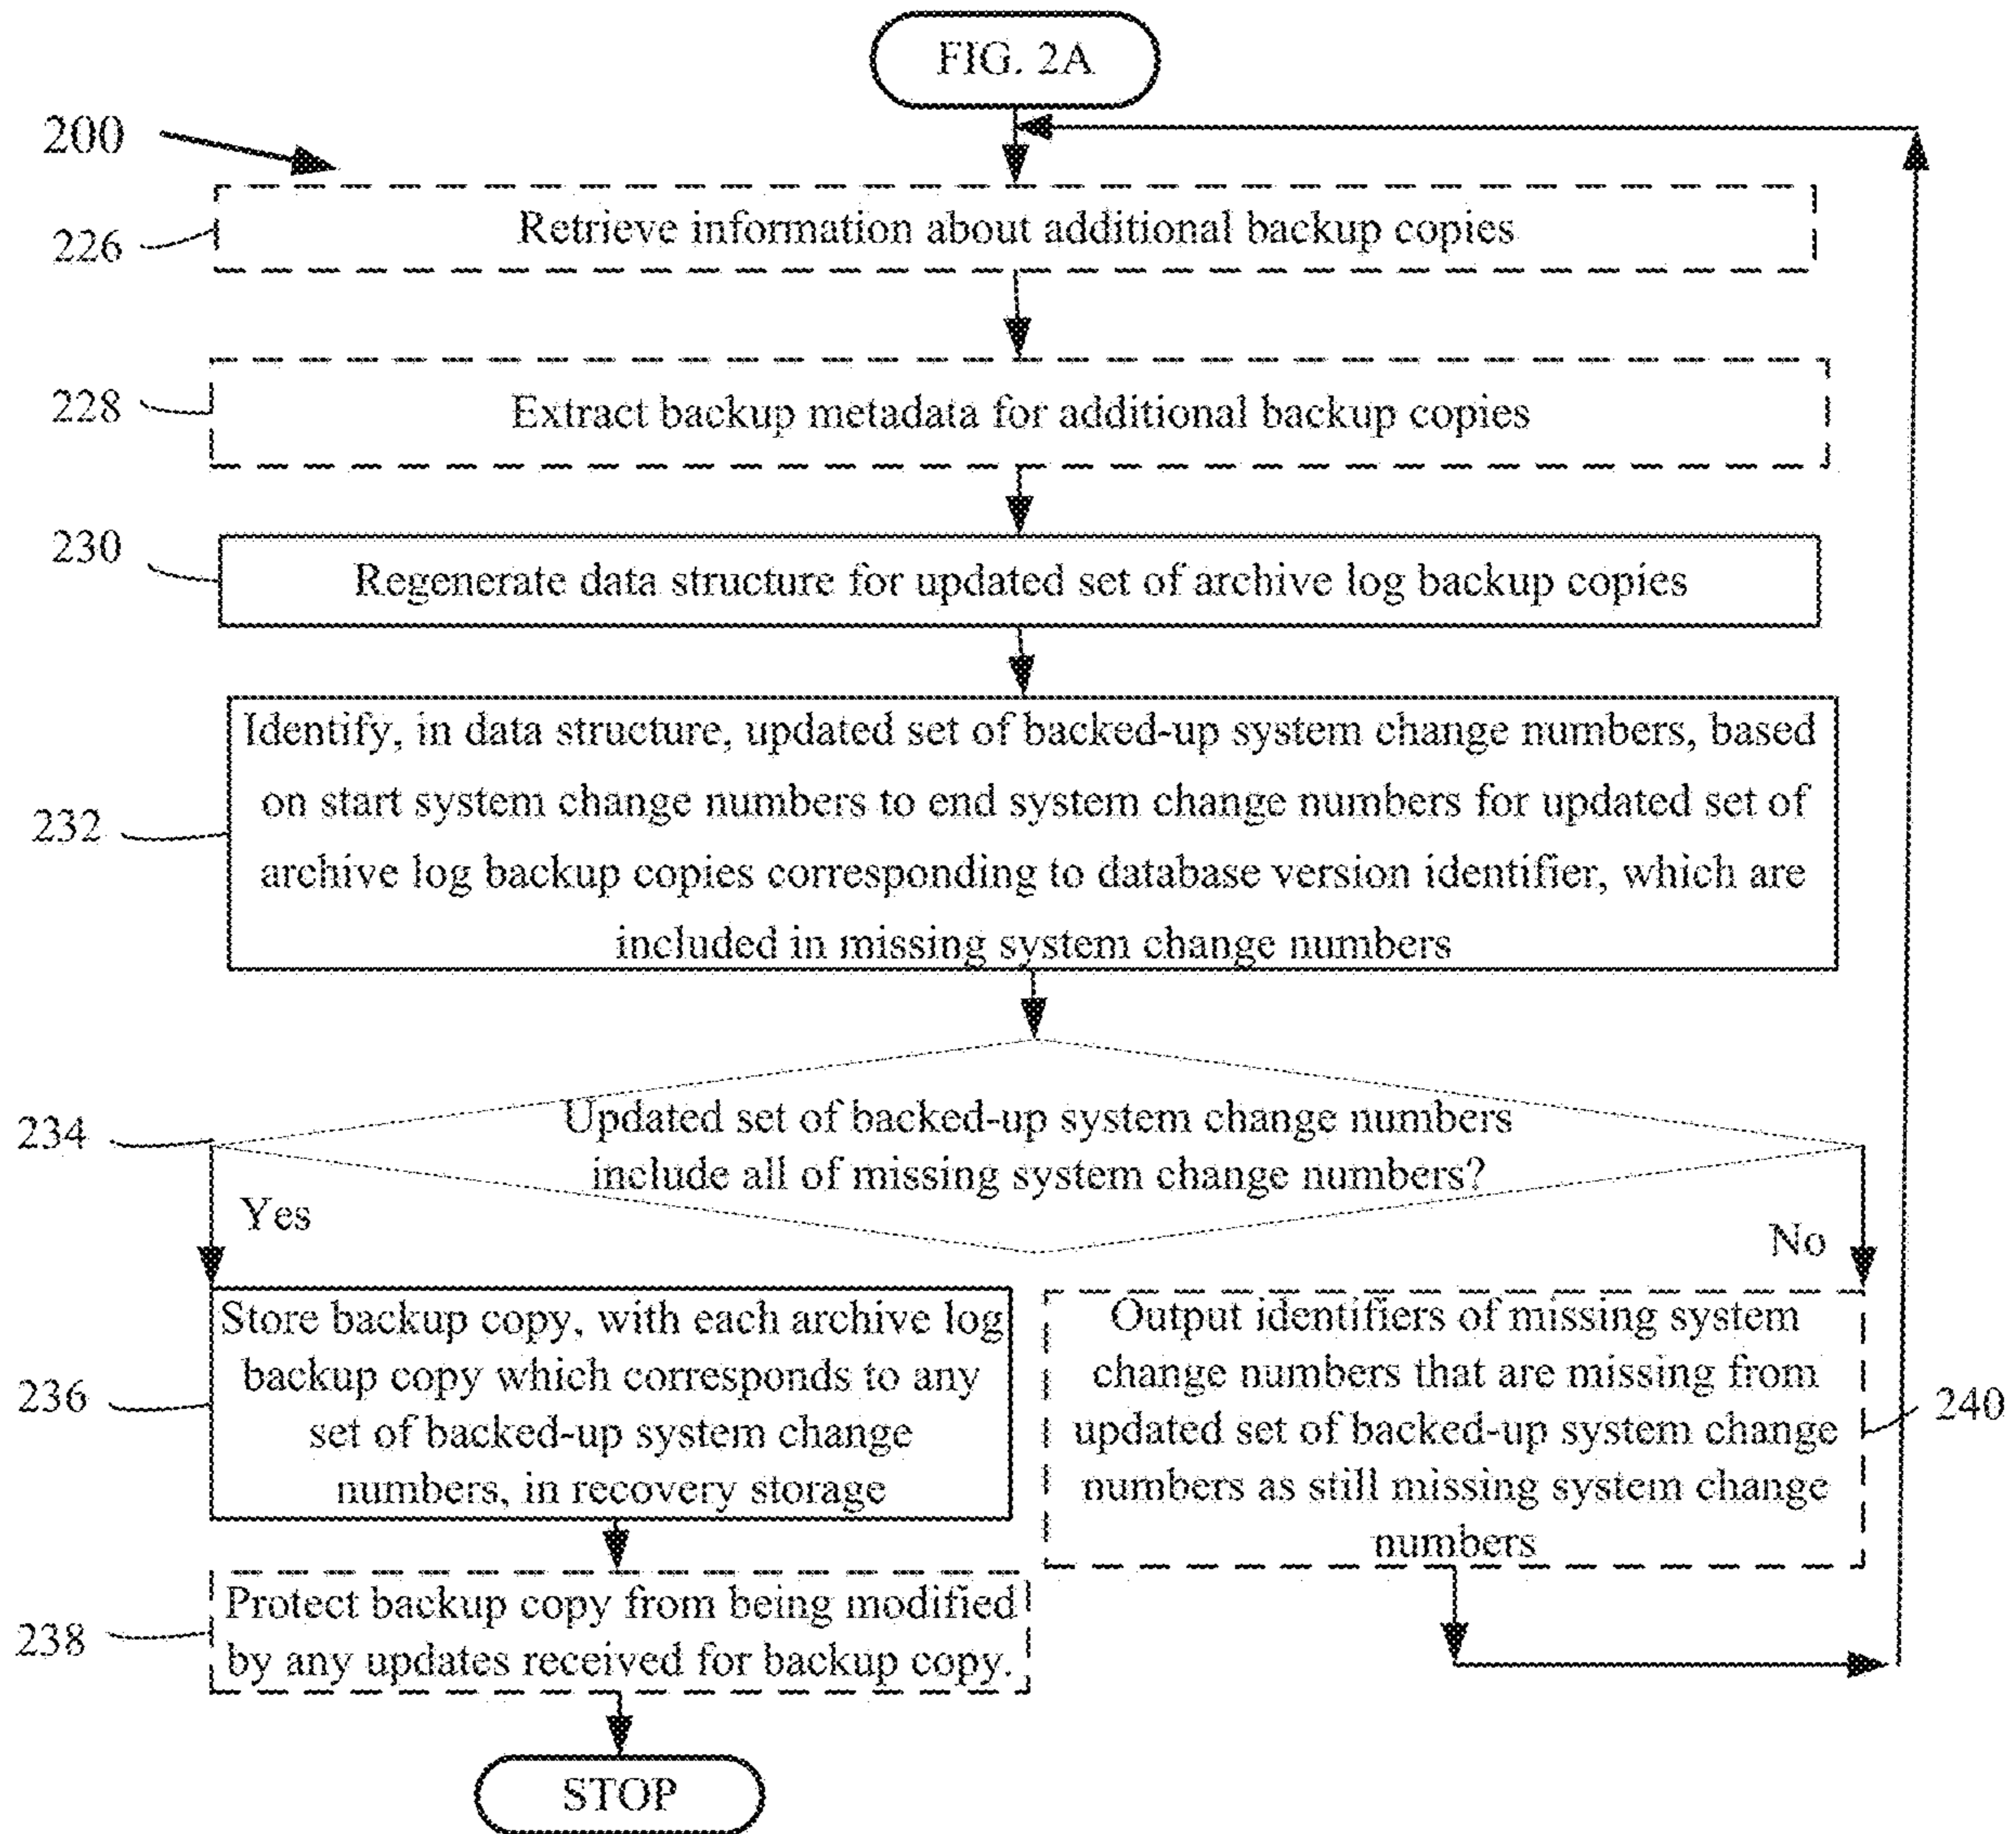 FIG. 2A
200
226
Retrieve information about additional backup copies
228
Extract backup metadata for additional backup copies
230
Regenerate data structure for updated set of archive log backup copies
232
Identify, in data structure, updated set of backed-up system change numbers, based
on start system change numbers to end system change numbers for updated set of
archive log backup copies corresponding to database version identifier, which are
included in missing system change numbers
234
Updated set of backed-up system change numbers
include all of missing system change numbers?
Yes
No
236
Store backup copy, with each archive log
backup copy which corresponds to any
set of backed-up system change
numbers, in recovery storage
Output identifiers of missing system
change numbers that are missing from
updated set of backed-up system change
numbers as still missing system change
numbers
240
238
Protect backup copy from being modified
by any updates received for backup copy.
STOP